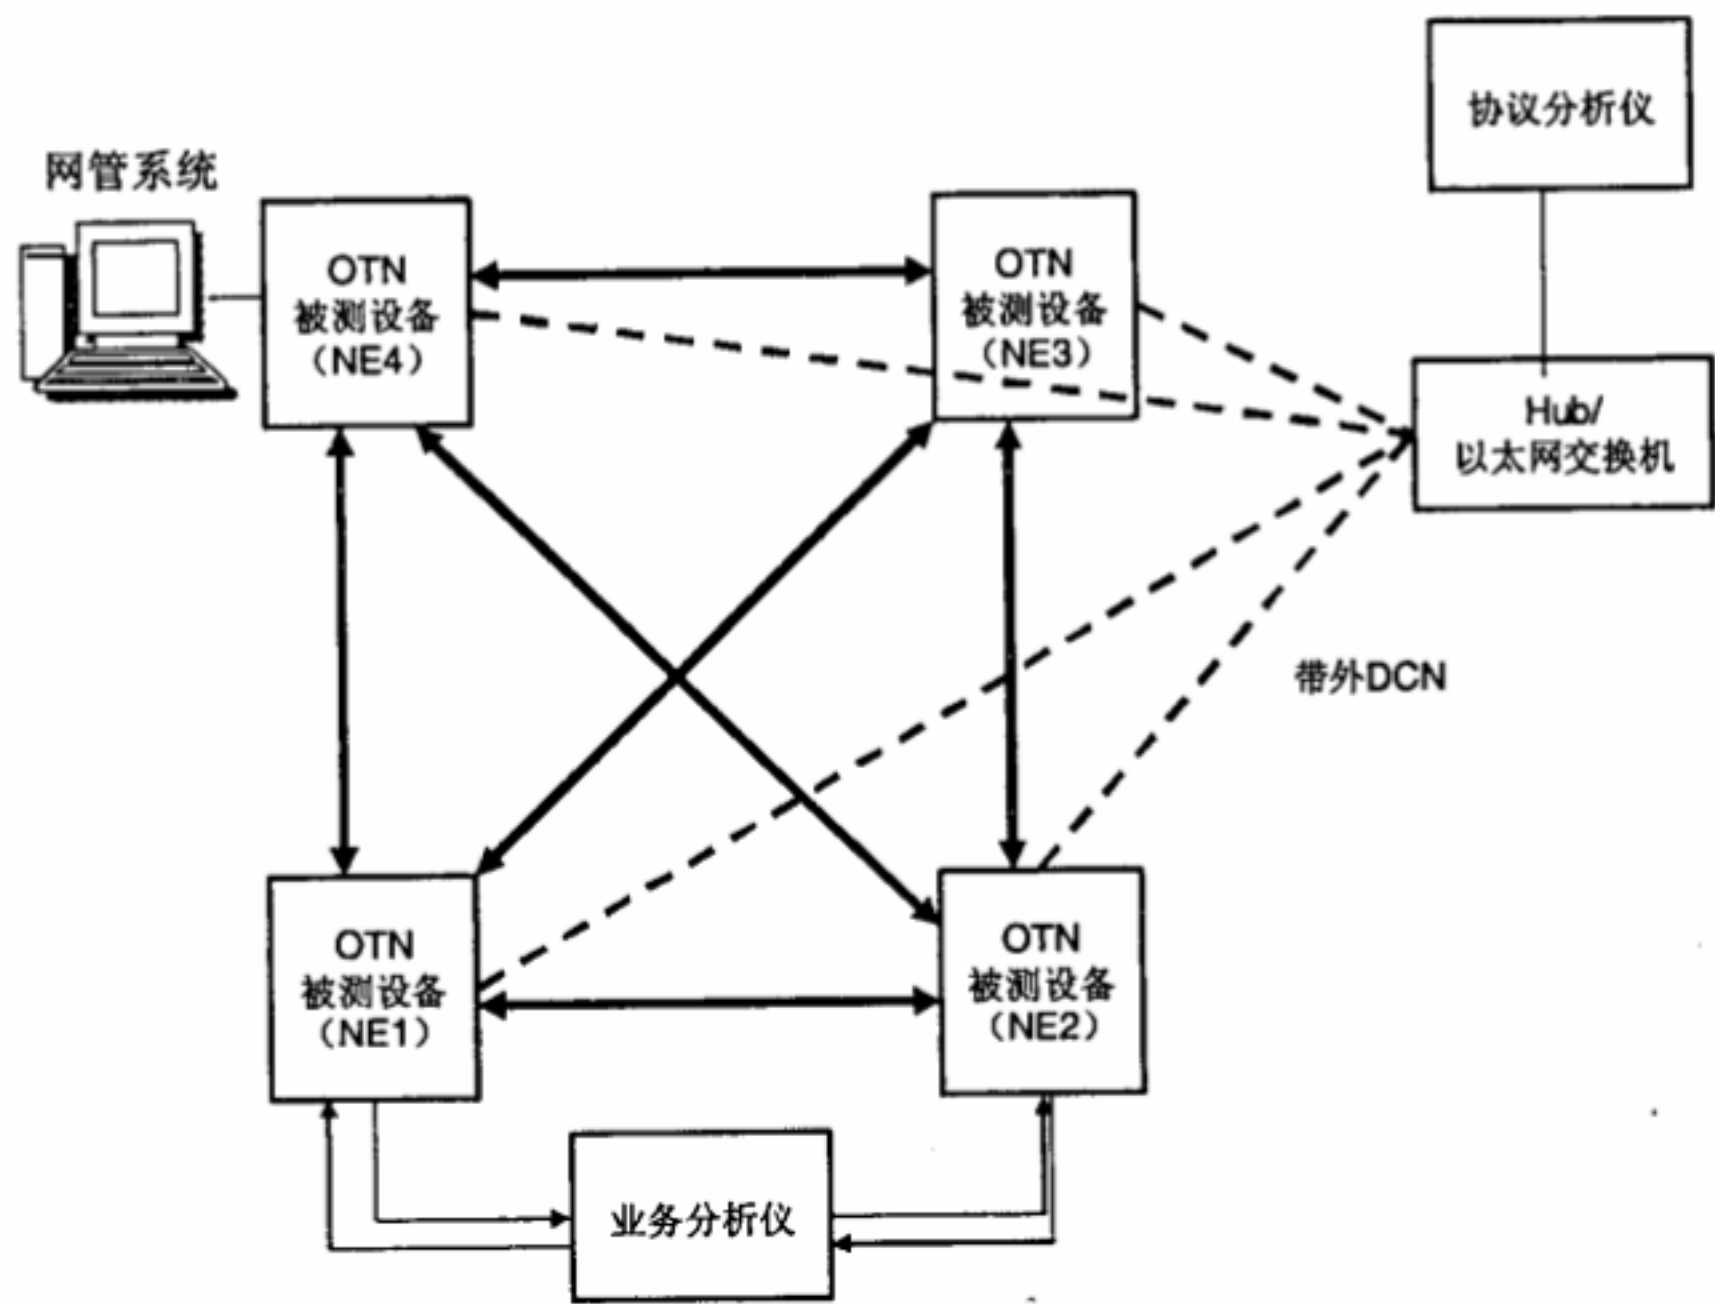 协议分析仪
网管系统
OTN
被测设备
（NE4）
OTN
被测设备
（NE3）
Hub/
以太网交换机
带外DCN
OTN
被测设备
（NE1）
OTN
被测设备
（NE2）
业务分析仪